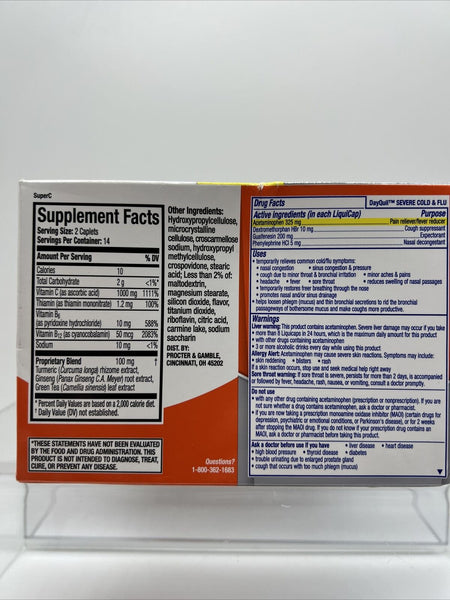 SuperC
Supplement Facts
Serving Size: 2 Caplets
Servings Per Container: 14
Amount Per Serving % DV
Calories 10
Total Carbohydrate 2 g <1%*
Vitamin C (as ascorbic acid) 1000 mg 1111%
Thiamin (as thiamin mononitrate) 1.2 mg 100%
Vitamin B6
(as pyridoxine hydrochloride) 10 mg 588%
Vitamin B12 (as cyanocobalamin) 50 mcg 2083%
Sodium 10 mg <1%
Proprietary Blend 100 mg †
Turmeric (Curcuma longa) rhizome extract,
Ginseng (Panax Ginseng C.A. Meyer) root extract,
Green Tea (Camellia sinensis) leaf extract
* Percent Daily Values are based on a 2,000 calorie diet.
† Daily Value (DV) not established.
*THESE STATEMENTS HAVE NOT BEEN EVALUATED
BY THE FOOD AND DRUG ADMINISTRATION. THIS
PRODUCT IS NOT INTENDED TO DIAGNOSE, TREAT,
CURE, OR PREVENT ANY DISEASE.
Other Ingredients:
Hydroxypropylcellulose,
microcrystalline
cellulose,
croscarmellose
sodium,
hydroxypropyl
methylcellulose,
crospovidone, stearic
acid; Less than 2% of:
maltodextrin,
magnesium stearate,
silicon dioxide, flavor,
titanium dioxide,
riboflavin, citric acid,
carmine lake, sodium
saccharin
DIST. BY:
PROCTER & GAMBLE,
CINCINNATI, OH 45202
Questions?
1-800-362-1683
Drug Facts DayQuil™ SEVERE COLD & FLU
Active ingredients (in each LiquiCap) Purpose
Acetaminophen 325 mg Pain reliever/fever reducer
Dextromethorphan HBr 10 mg Cough suppressant
Guaifenesin 200 mg Expectorant
Phenylephrine HCl 5 mg Nasal decongestant
Uses
• temporarily relieves common cold/flu symptoms:
• nasal congestion • sinus congestion & pressure
• cough due to minor throat & bronchial irritation • minor aches & pains
• headache • fever • sore throat • reduces swelling of nasal passages
• temporarily restores freer breathing through the nose
• promotes nasal and/or sinus drainage
• helps loosen phlegm (mucus) and thin bronchial secretions to rid the bronchial
passageways of bothersome mucus and make coughs more productive.
Warnings
Liver warning: This product contains acetaminophen. Severe liver damage may occur if you take
• more than 8 Liquicaps in 24 hours, which is the maximum daily amount for this product
• with other drugs containing acetaminophen
• 3 or more alcoholic drinks every day while using this product
Allergy Alert: Acetaminophen may cause severe skin reactions. Symptoms may include:
• skin reddening • blisters • rash
If a skin reaction occurs, stop use and seek medical help right away
Sore throat warning: If sore throat is severe, persists for more than 2 days, is accompanied
or followed by fever, headache, rash, nausea, or vomiting, consult a doctor promptly.
Do not use
• with any other drug containing acetaminophen (prescription or nonprescription). If you are
not sure whether a drug contains acetaminophen, ask a doctor or pharmacist.
• if you are now taking a prescription monoamine oxidase inhibitor (MAOI) (certain drugs for
depression, psychiatric or emotional conditions, or Parkinson's disease), or for 2 weeks
after stopping the MAOI drug. If you do not know if your prescription drug contains an
MAOI, ask a doctor or pharmacist before taking this product.
Ask a doctor before use if you have • liver disease • heart disease
• high blood pressure • thyroid disease • diabetes
• trouble urinating due to enlarged prostate gland
• cough that occurs with too much phlegm (mucus)